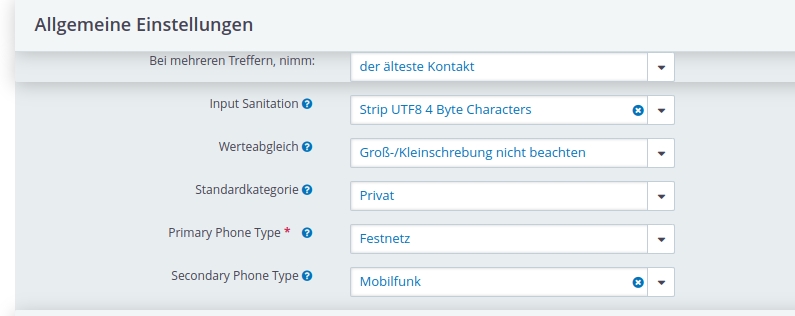 Allgemeine Einstellungen
Bei mehreren Treffern, nimm: der älteste Kontakt
Input Sanitation Strip UTF8 4 Byte Characters
Werteabgleich Groß-/Kleinschreibung nicht beachten
Standardkategorie Privat
Primary Phone Type * Festnetz
Secondary Phone Type Mobilfunk